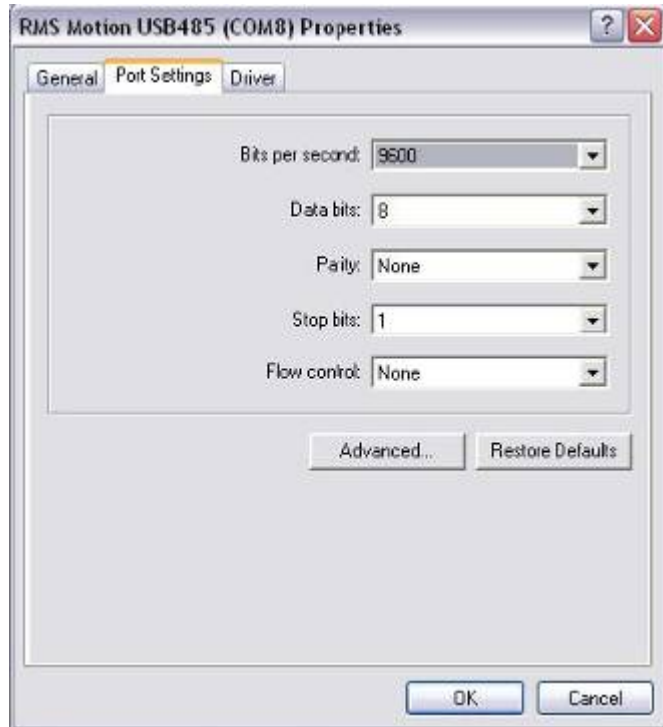 RMS Motion USB485 (COM8) Properties
General Port Settings Driver
Bits per second: 9600
Data bits: 8
Parity: None
Stop bits: 1
Flow control: None
Advanced... Restore Defaults
OK Cancel